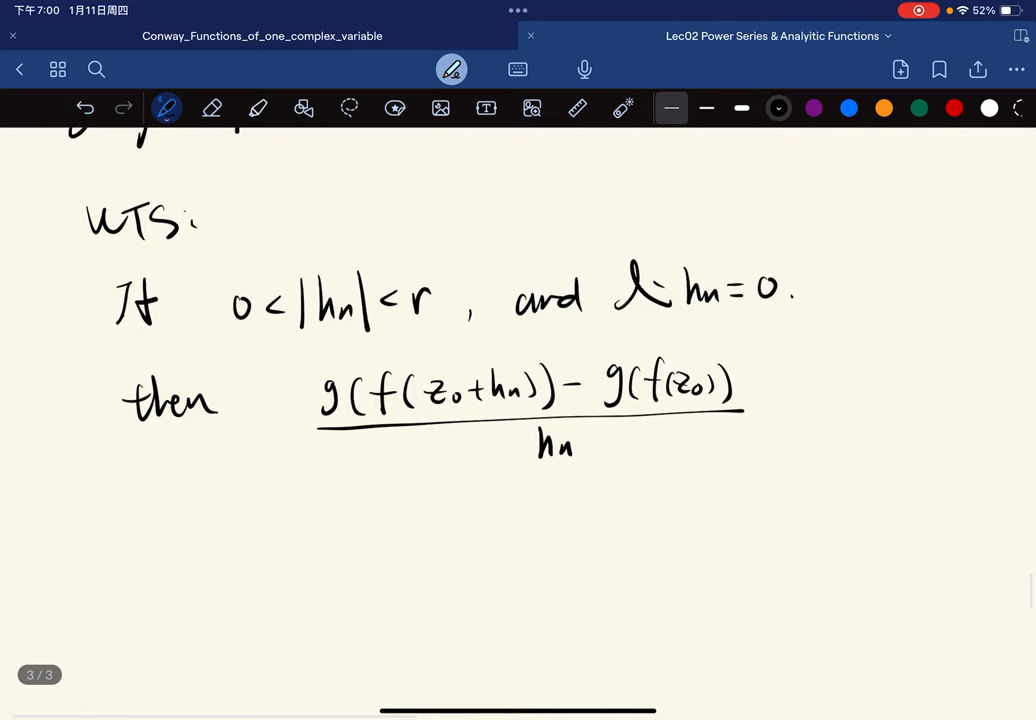 下午7:00 1月11日周四
52%
Conway_Functions_of_one_complex_variable
Lec02 Power Series & Analyitic Functions
WTS:
If 0 < |hn| < r, and lim hn = 0.
then g(f(z0+hn)) - g(f(z0))
hn
3 / 3